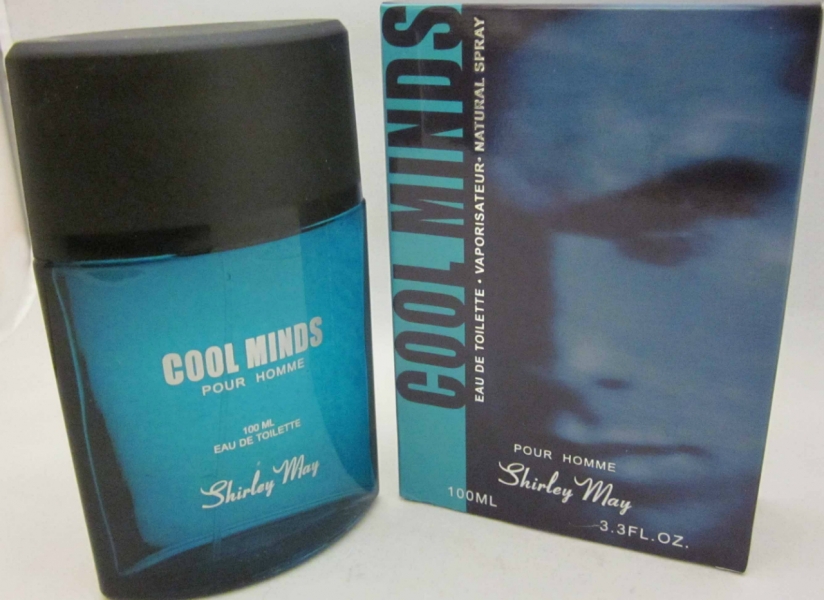 COOL MINDS
POUR HOMME
100 ML
EAU DE TOILETTE
Shirley May
COOL MINDS
EAU DE TOILETTE • VAPORISATEUR• NATURAL SPRAY
POUR HOMME
Shirley May
100ML
3.3FL.OZ.